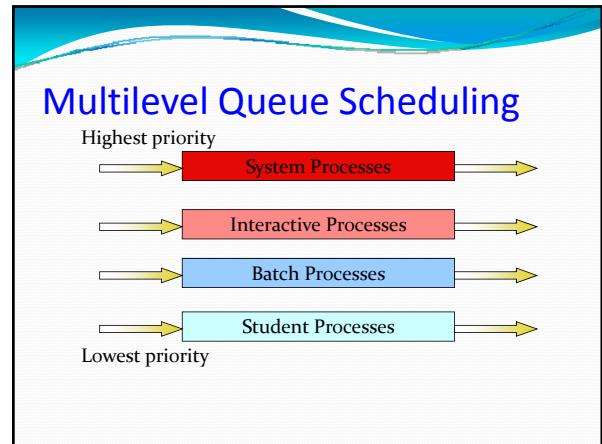 Multilevel Queue Scheduling
Highest priority
System Processes
Interactive Processes
Batch Processes
Student Processes
Lowest priority